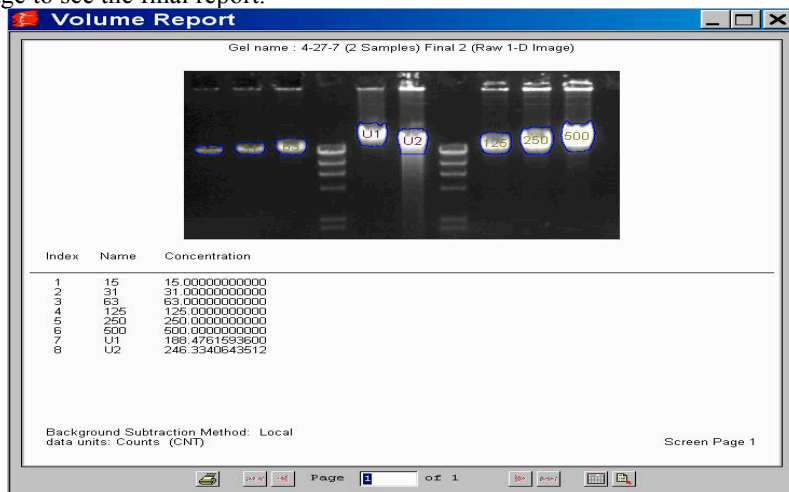 ge to see the final report.
Volume Report
Gel name : 4-27-7 (2 Samples) Final 2 (Raw 1-D Image)
U1 U2 125 250 500
63
Index Name Concentration
1 15 15.00000000000
2 31 31.00000000000
3 63 63.00000000000
4 125 125.0000000000
5 250 250.0000000000
6 500 500.0000000000
7 U1 188.4761593600
8 U2 246.3340643512
Background Subtraction Method: Local
data units: Counts (CNT)
Screen Page 1
Page 1 of 1